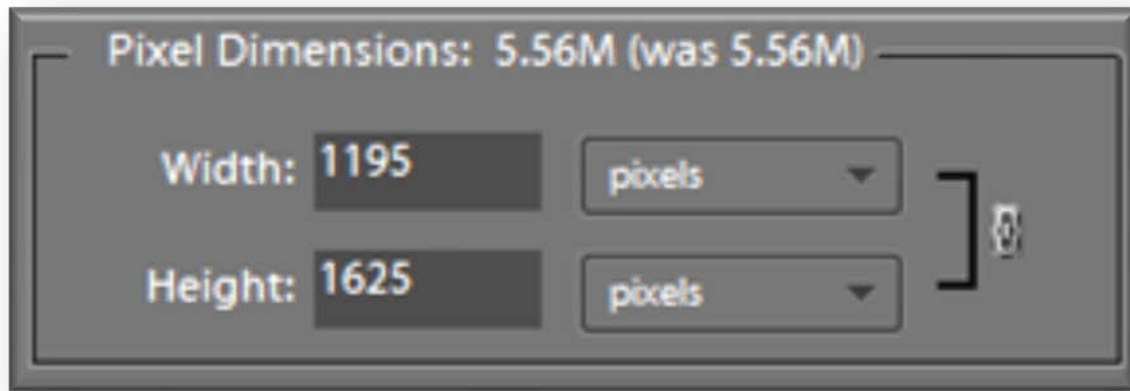 Pixel Dimensions: 5.56M (was 5.56M)
Width: 1195 pixels
Height: 1625 pixels